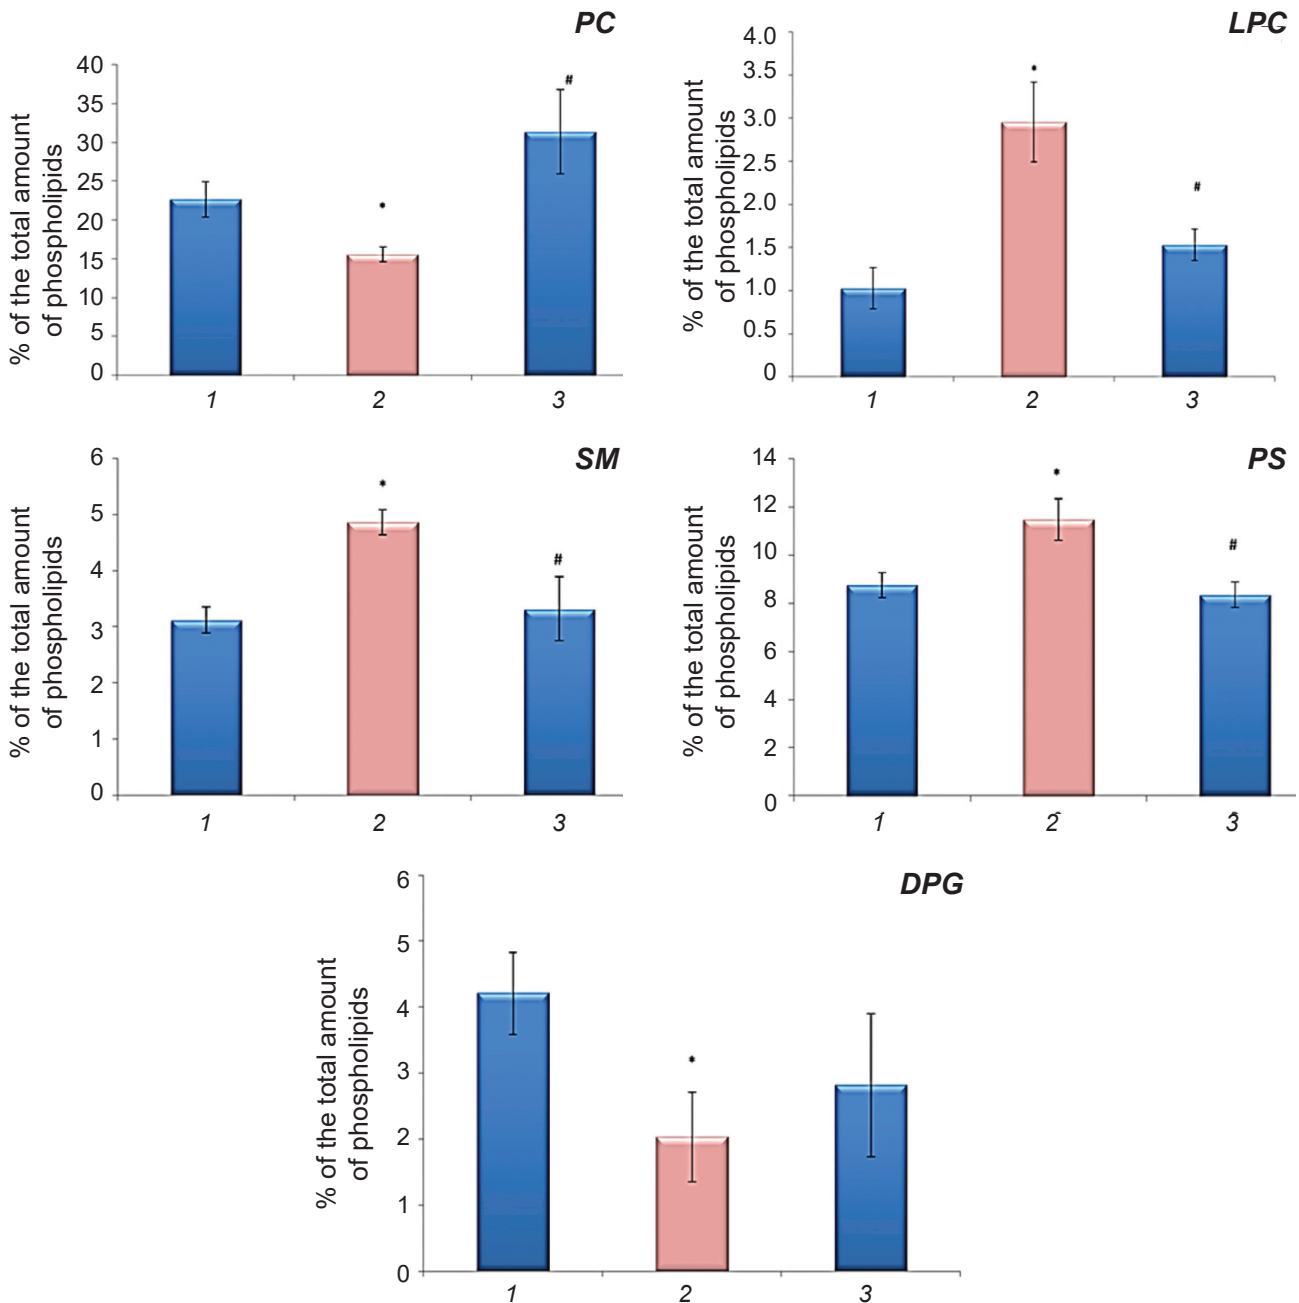 PC
% of the total amount
of phospholipids
40
35
30
25
20
15
10
5
0
*
#
1 2 3
LPC
% of the total amount
of phospholipids
4.0
3.5
3.0
2.5
2.0
1.5
1.0
0.5
0
*
#
1 2 3
SM
% of the total amount
of phospholipids
6
5
4
3
2
1
0
*
#
1 2 3
PS
% of the total amount
of phospholipids
14
12
10
8
6
4
2
0
*
#
1 2 3
DPG
% of the total amount
of phospholipids
6
5
4
3
2
1
0
*
1 2 3